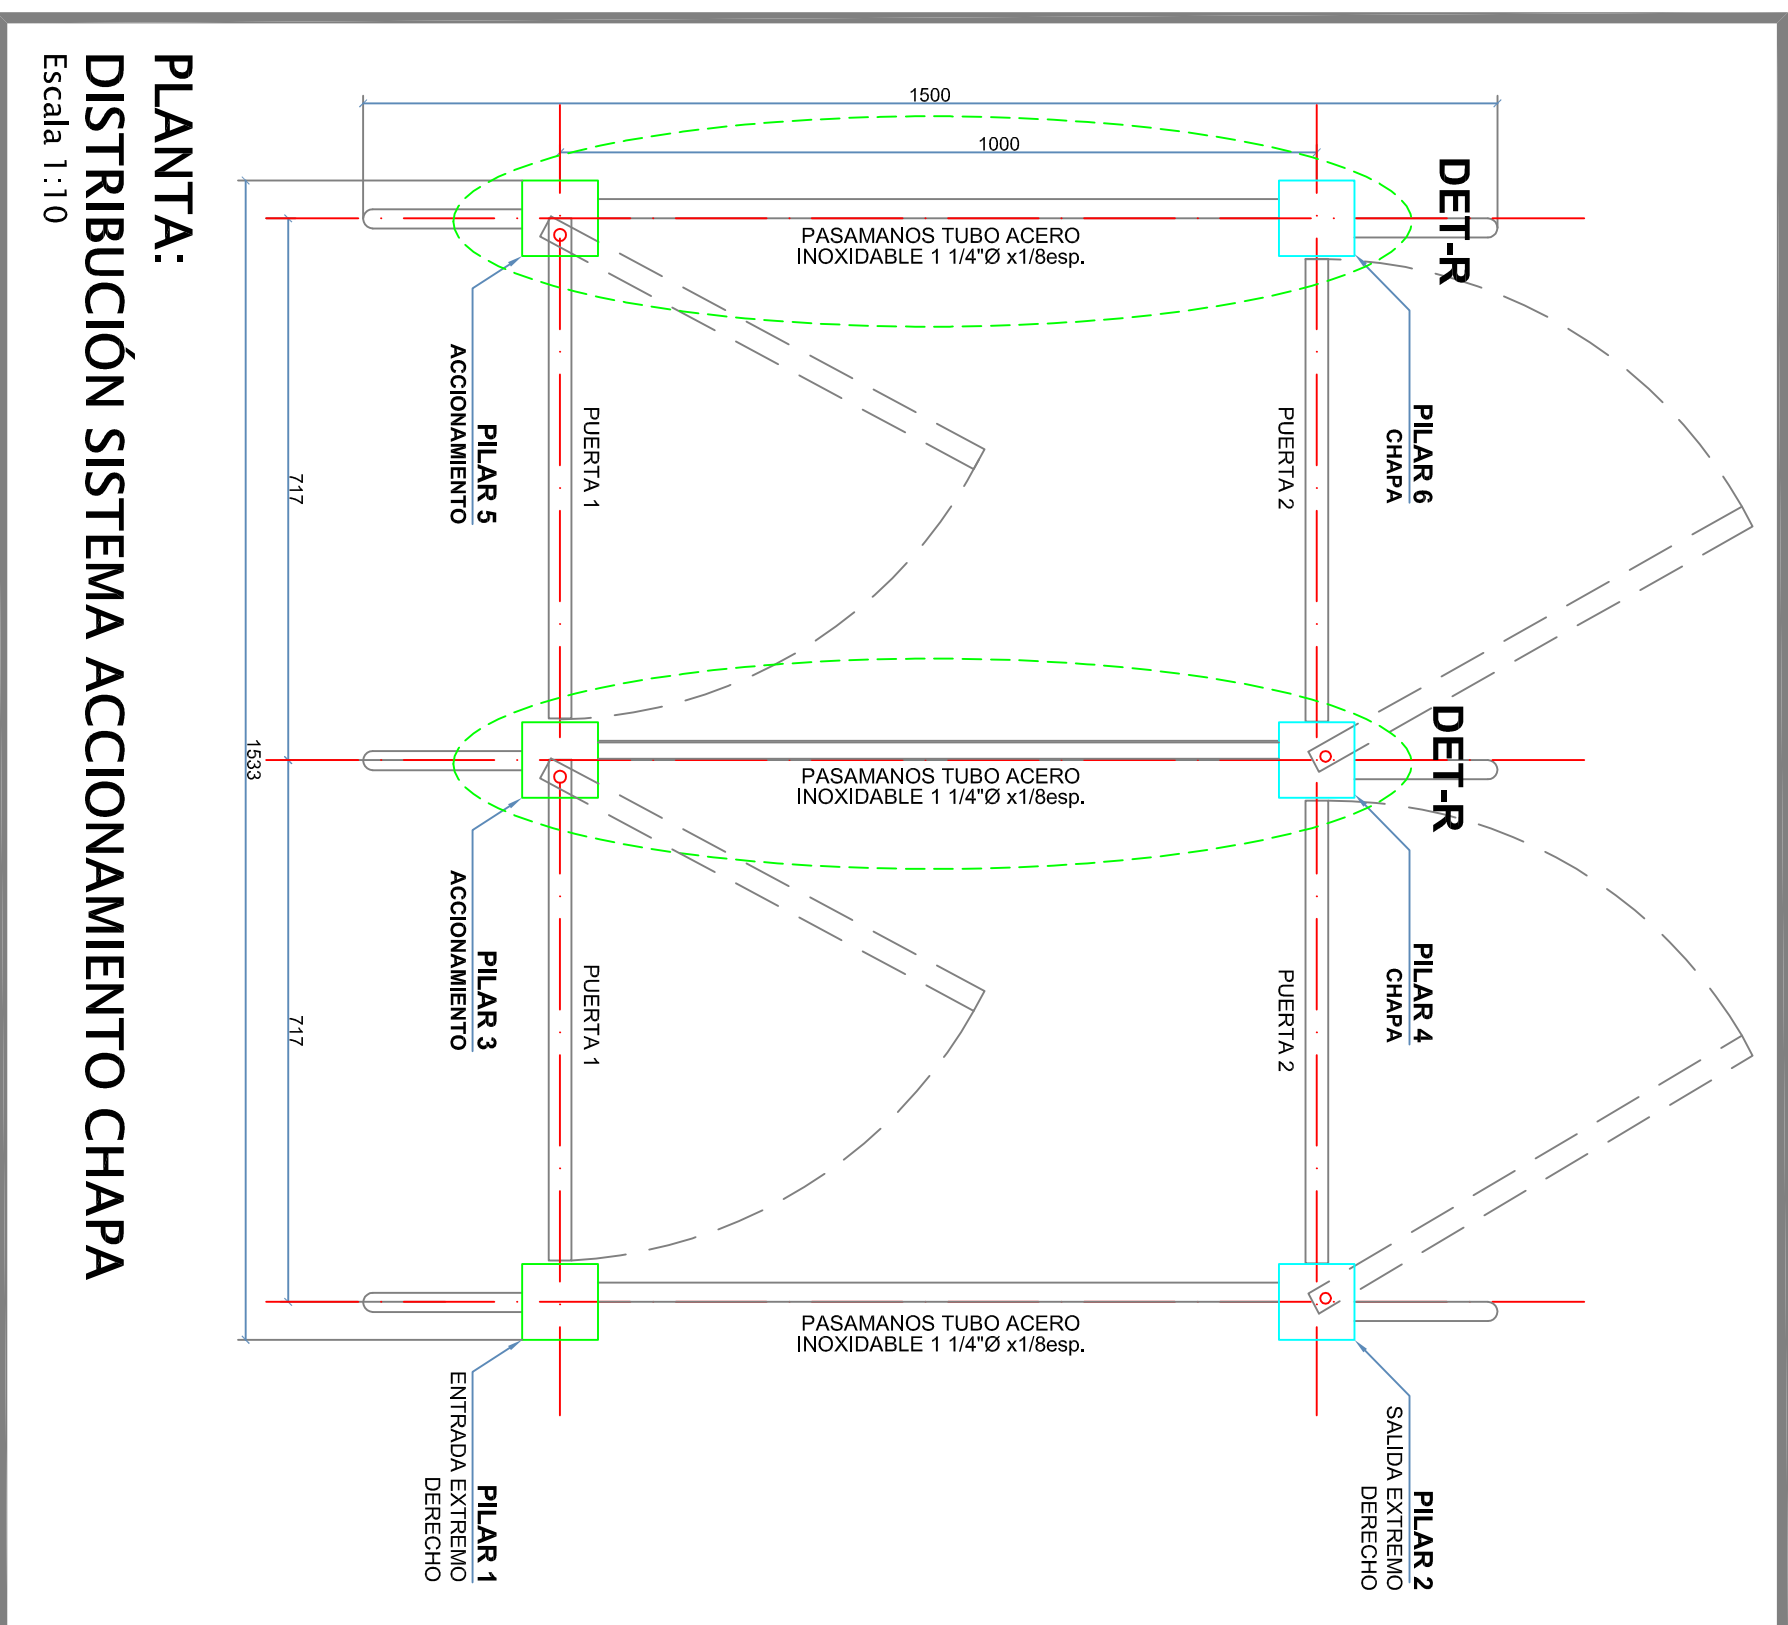 PLANTA:
DISTRIBUCIÓN SISTEMA ACCIONAMIENTO CHAPA
Escala 1:10
1500
1000
DET-R
PASAMANOS TUBO ACERO
INOXIDABLE 1 1/4"Ø x1/8esp.
PILAR 5
ACCIONAMIENTO
PUERTA 1
PUERTA 2
PILAR 6
CHAPA
717
DET-R
1533
PASAMANOS TUBO ACERO
INOXIDABLE 1 1/4"Ø x1/8esp.
PILAR 3
ACCIONAMIENTO
PUERTA 1
PUERTA 2
PILAR 4
CHAPA
717
PASAMANOS TUBO ACERO
INOXIDABLE 1 1/4"Ø x1/8esp.
PILAR 1
ENTRADA EXTREMO
DERECHO
PILAR 2
SALIDA EXTREMO
DERECHO